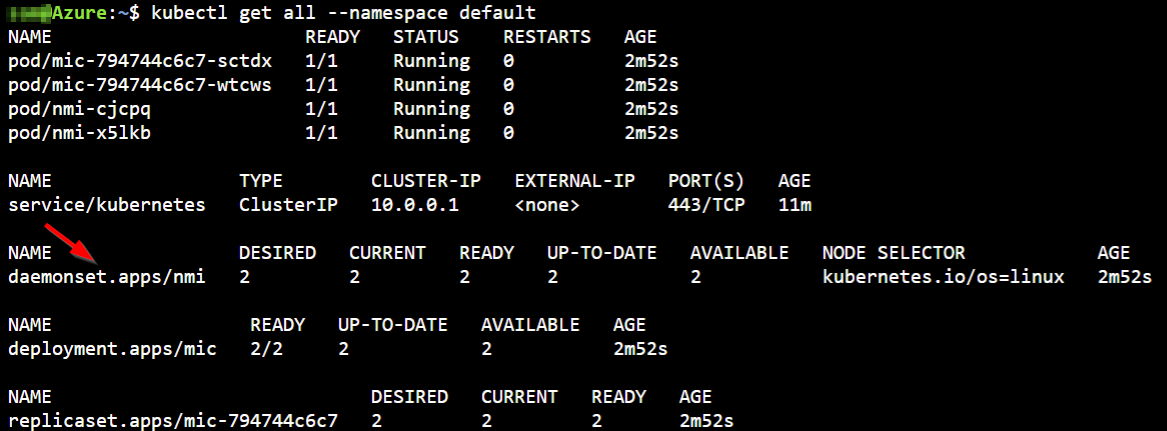 Azure:~$ kubectl get all --namespace default
NAME READY STATUS RESTARTS AGE
pod/mic-794744c6c7-sctdx 1/1 Running 0 2m52s
pod/mic-794744c6c7-wtcws 1/1 Running 0 2m52s
pod/nmi-cjcpq 1/1 Running 0 2m52s
pod/nmi-x5lkb 1/1 Running 0 2m52s
NAME TYPE CLUSTER-IP EXTERNAL-IP PORT(S) AGE
service/kubernetes ClusterIP 10.0.0.1 <none> 443/TCP 11m
NAME DESIRED CURRENT READY UP-TO-DATE AVAILABLE NODE SELECTOR AGE
daemonset.apps/nmi 2 2 2 2 2 kubernetes.io/os=linux 2m52s
NAME READY UP-TO-DATE AVAILABLE AGE
deployment.apps/mic 2/2 2 2 2m52s
NAME DESIRED CURRENT READY AGE
replicaset.apps/mic-794744c6c7 2 2 2 2m52s